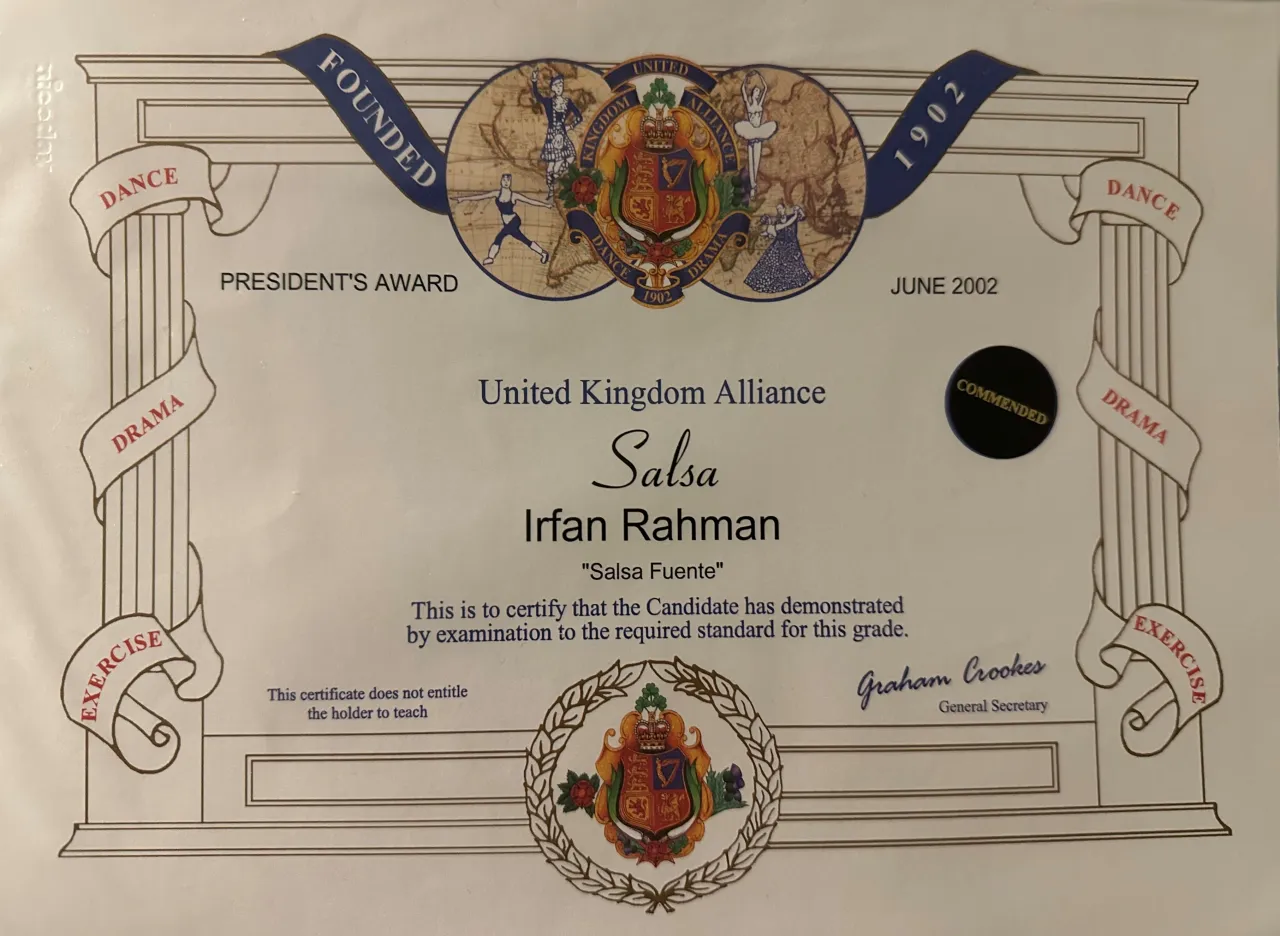 FOUNDED
1902
UNITED
KINGDOM
ALLIANCE
DANCE
DRAMA
1902
DANCE
DANCE
PRESIDENT'S AWARD
JUNE 2002
United Kingdom Alliance
COMMENDED
DRAMA
DRAMA
Salsa
Irfan Rahman
"Salsa Fuente"
This is to certify that the Candidate has demonstrated
by examination to the required standard for this grade.
EXERCISE
EXERCISE
This certificate does not entitle
the holder to teach
Graham Crookes
General Secretary